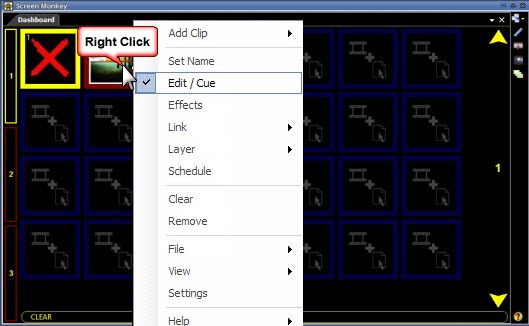 Screen Monkey
Dashboard
1
1
Right Click
Add Clip
Set Name
Edit / Cue
Effects
Link
Layer
Schedule
Clear
Remove
File
View
Settings
Help
2
3
1
CLEAR